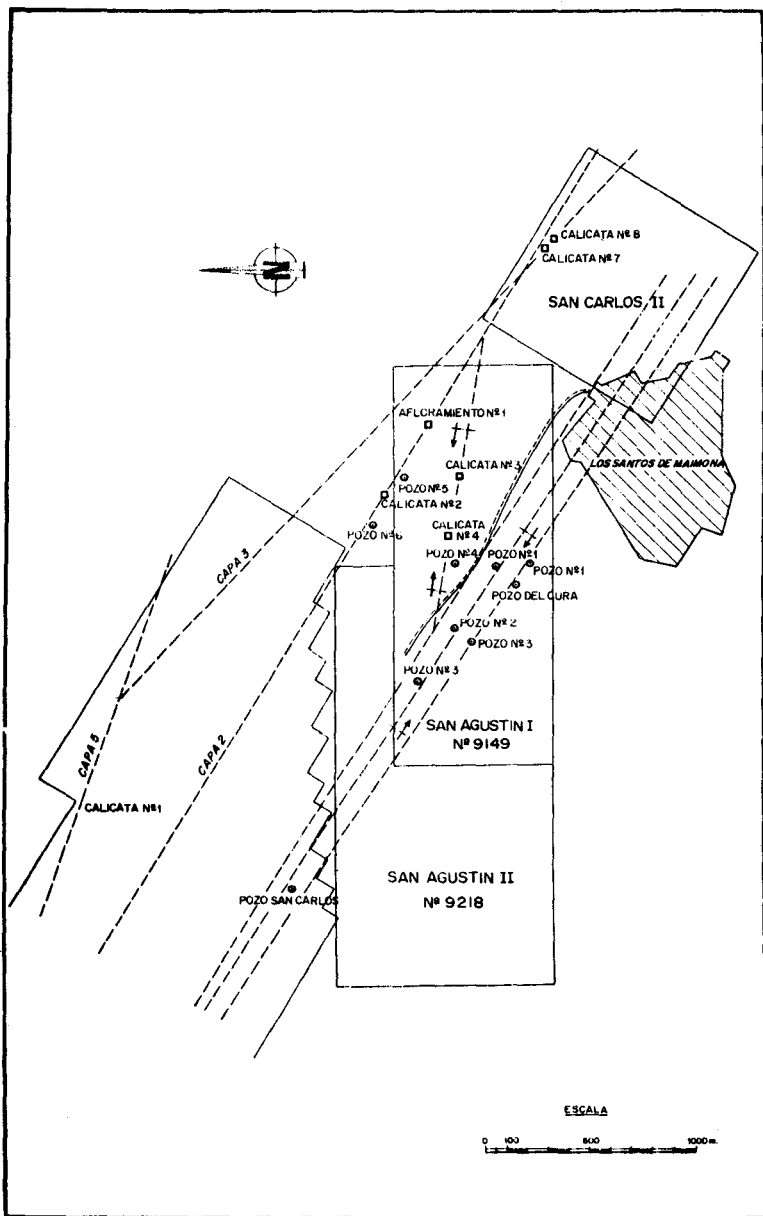 CALICATA Nº 8
CALICATA Nº 7
N
SAN CARLOS, II
AFLORAMIENTO Nº 1
LOS SANTOS DE MAIMONA
CALICATA Nº 3
POZO Nº 5
CALICATA Nº 2
POZO Nº 6
CALICATA
Nº 4
CAPA 3
POZO Nº 4
POZO Nº 1
POZO Nº 1
POZO DEL CURA
POZO Nº 2
POZO Nº 3
POZO Nº 3
SAN AGUSTIN I
Nº 9149
CAPA 5
CAPA 2
CALICATA Nº 1
SAN AGUSTIN II
Nº 9218
POZO SAN CARLOS
ESCALA
0 100 500 1000 m.